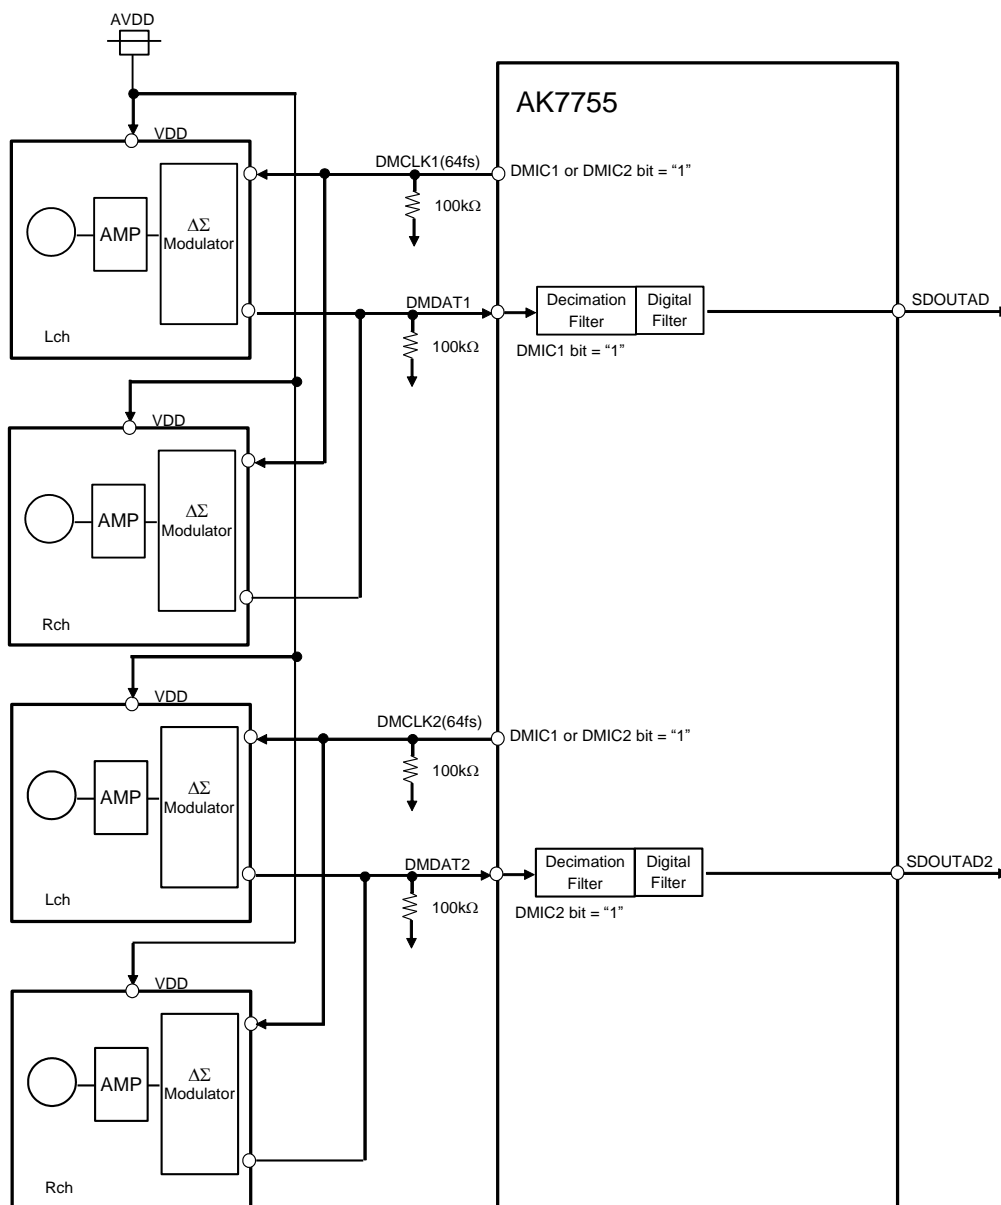 AVDD
AK7755
VDD
DMCLK1(64fs)
DMIC1 or DMIC2 bit = “1”
100kΩ
AMP
ΔΣ
Modulator
DMDAT1
Decimation
Filter
Digital
Filter
SDOUTAD
100kΩ
DMIC1 bit = “1”
Lch
VDD
AMP
ΔΣ
Modulator
Rch
VDD
DMCLK2(64fs)
DMIC1 or DMIC2 bit = “1”
100kΩ
AMP
ΔΣ
Modulator
DMDAT2
Decimation
Filter
Digital
Filter
SDOUTAD2
100kΩ
DMIC2 bit = “1”
Lch
VDD
AMP
ΔΣ
Modulator
Rch